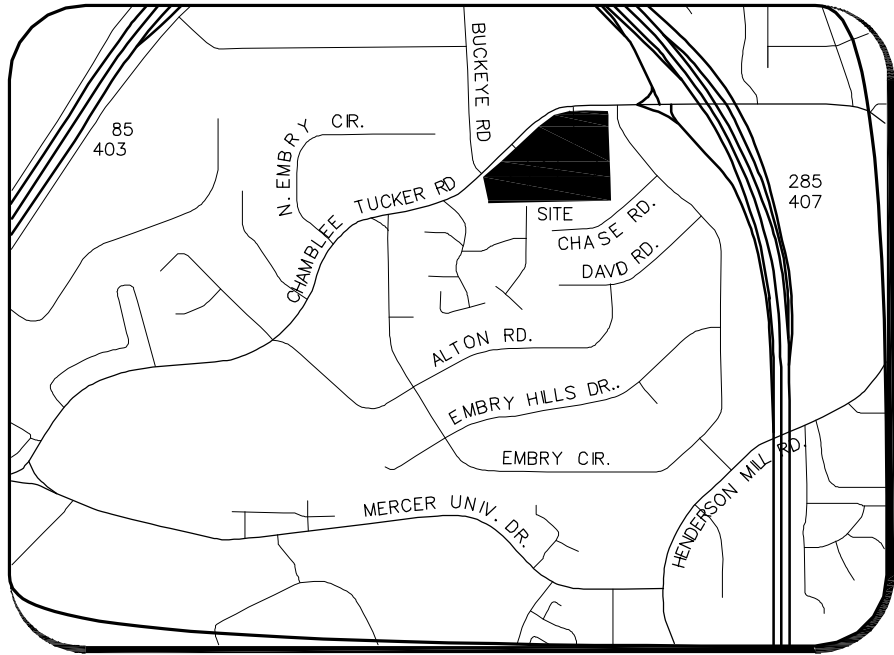 BUCKEYE RD
85
403
N. EMBRY CIR.
CHAMBLEE TUCKER RD
285
407
SITE
CHASE RD.
DAVD RD.
ALTON RD.
EMBRY HILLS DR..
EMBRY CIR.
HENDERSON MILL RD.
MERCER UNIV. DR.